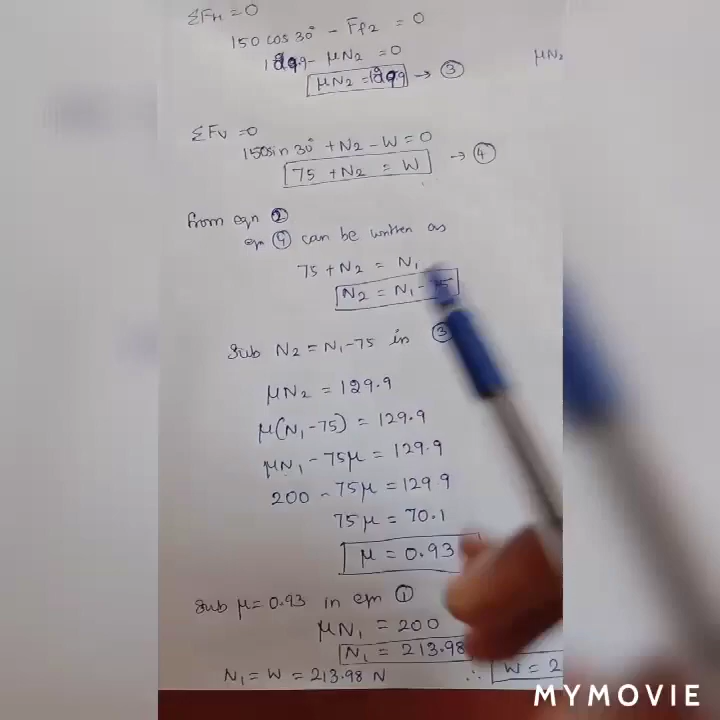 ΣFH = 0
150 cos 30° - Ff2 = 0
129.9 - μN2 = 0
μN2 = 129.9 → ③
μN2
ΣFV = 0
150sin 30° + N2 - W = 0
75 + N2 = W → ④
from eqn ②
eqn ④ can be written as
75 + N2 = N1
N2 = N1 - 75
Sub N2 = N1-75 in ③
μN2 = 129.9
μ(N1-75) = 129.9
μN1 - 75μ = 129.9
200 - 75μ = 129.9
75μ = 70.1
μ = 0.93
Sub μ= 0.93 in eqn ①
μN1 = 200
N1 = 213.98
N1 = W = 213.98 N ∴ W = 2
MYMOVIE